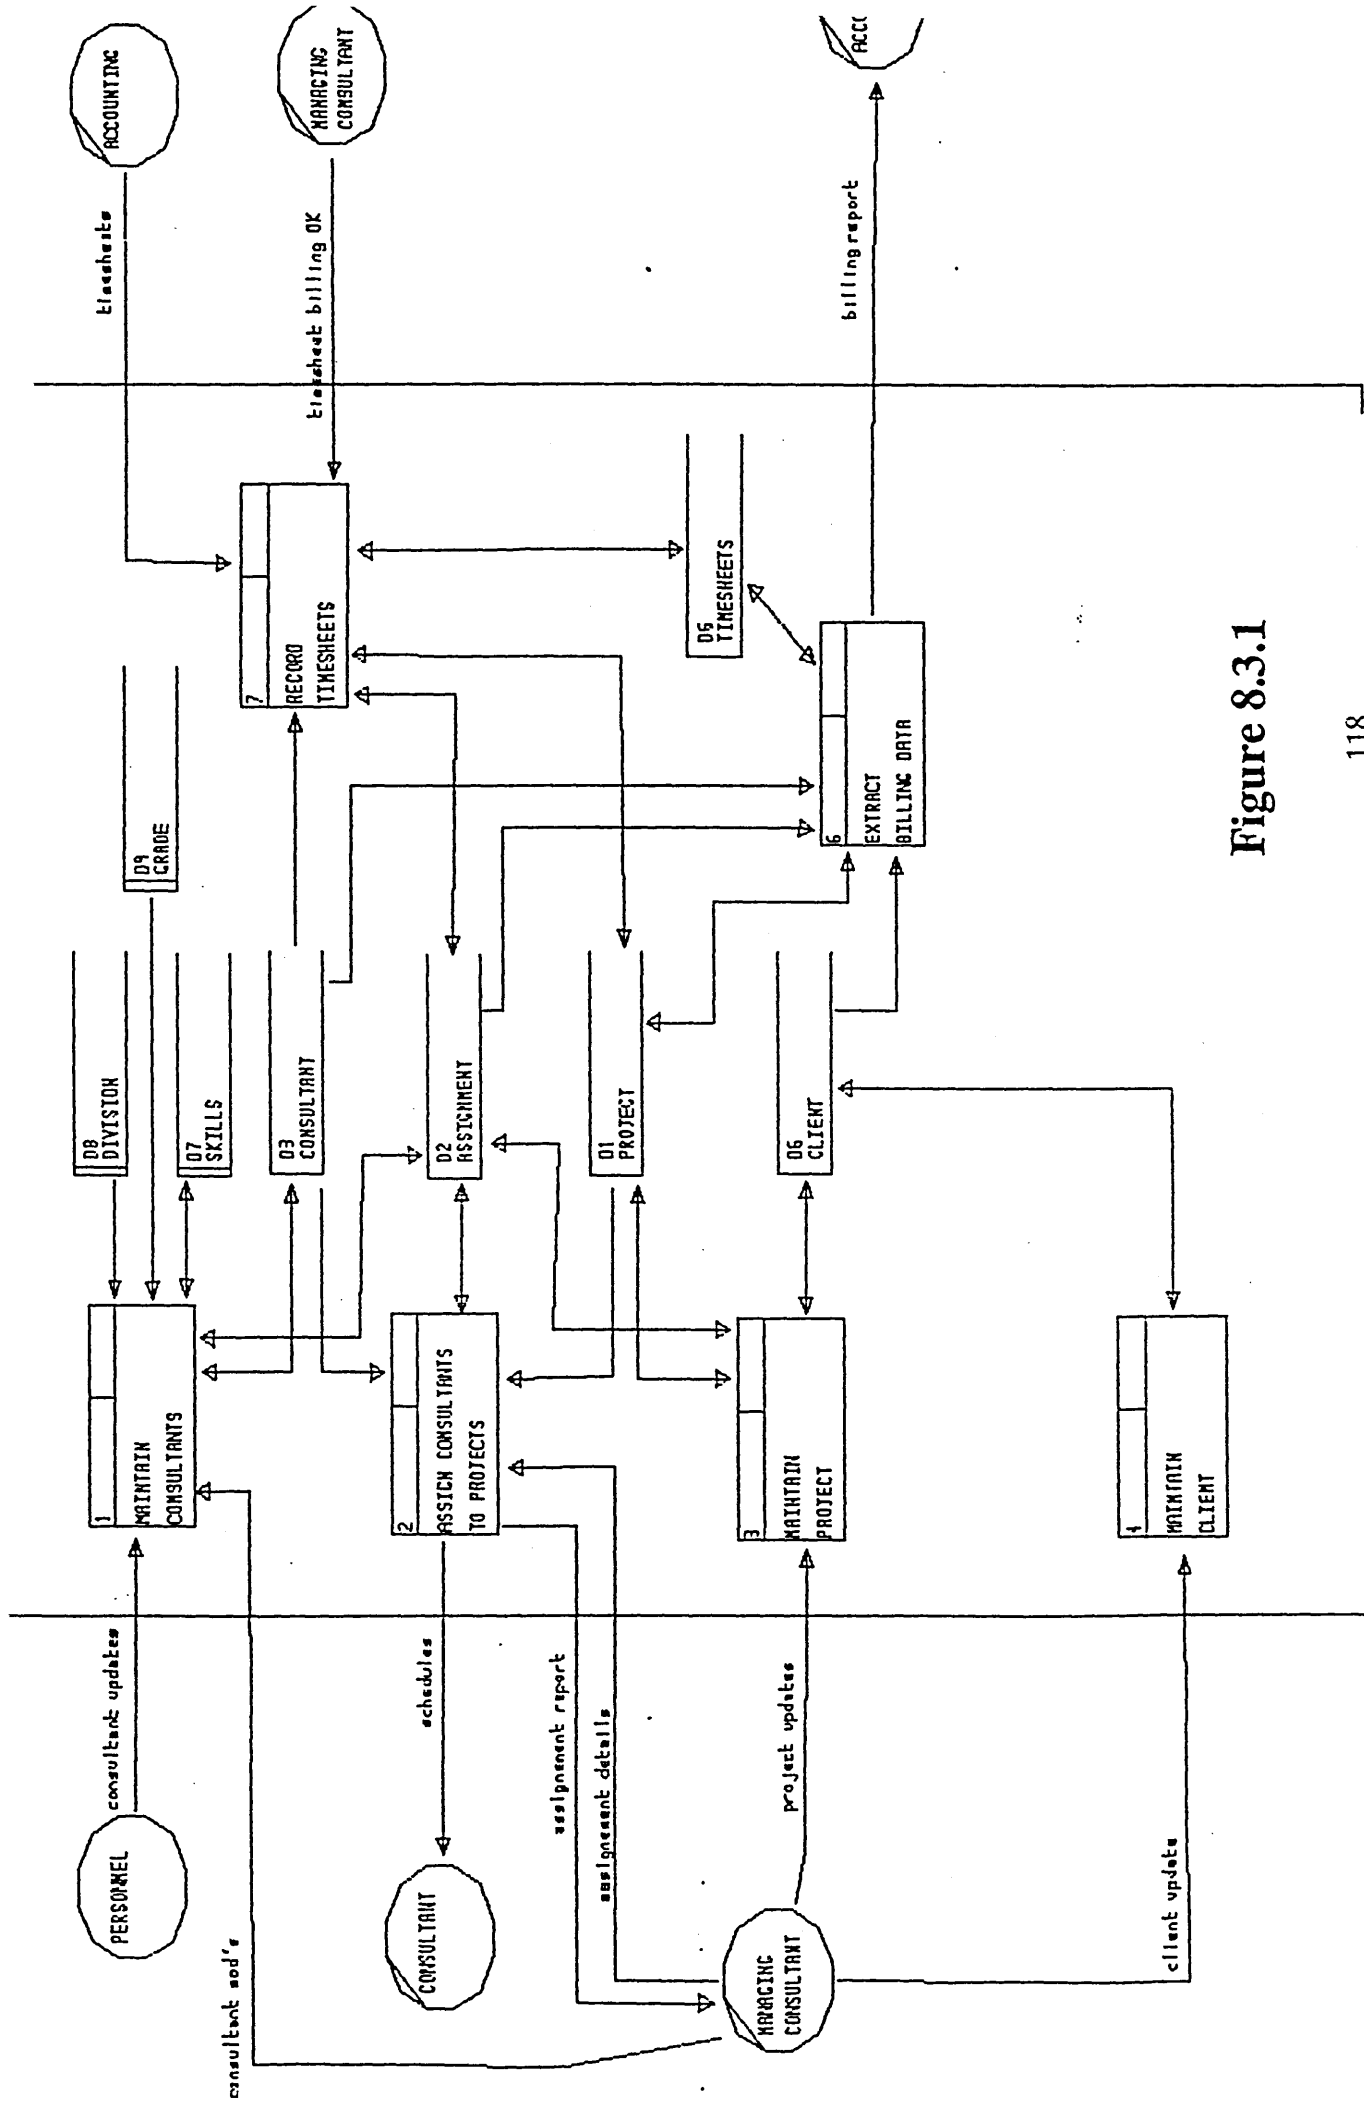 PERSONNEL
consultant updates
1
MAINTAIN
CONSULTANTS
D8
DIVISION
D9
GRADE
D7
SKILLS
timesheets
ACCOUNTING
consultant mod's
D3
CONSULTANT
7
RECORD
TIMESHEETS
timesheet billing OK
MANAGING
CONSULTANT
CONSULTANT
schedules
2
ASSIGN CONSULTANTS
TO PROJECTS
D2
ASSIGNMENT
assignment report
assignment details
D1
PROJECT
D6
TIMESHEETS
MANAGING
CONSULTANT
project updates
3
MAINTAIN
PROJECT
D6
CLIENT
6
EXTRACT
BILLING DATA
billing report
ACCO
client update
4
MAINTAIN
CLIENT
Figure 8.3.1
118